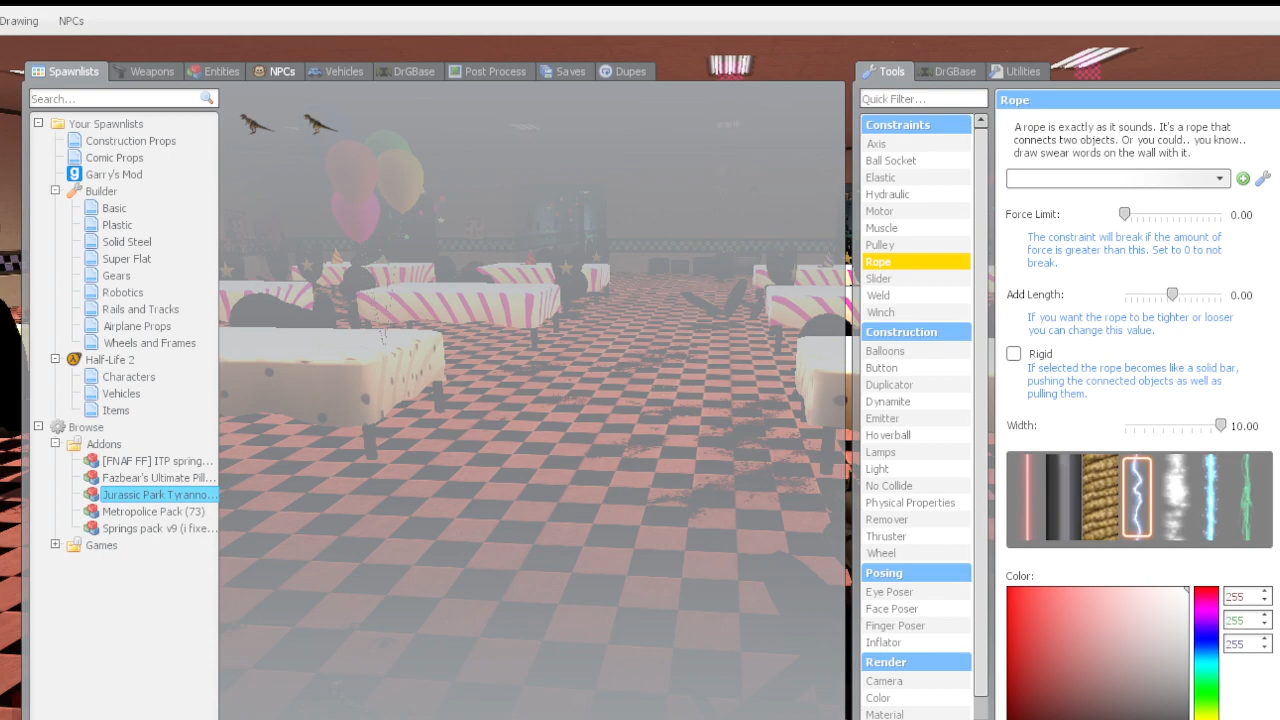 Drawing NPCs
Spawnlists Weapons Entities NPCs Vehicles DrGBase Post Process Saves Dupes
Search...
Your Spawnlists
Construction Props
Comic Props
Garry's Mod
Builder
Basic
Plastic
Solid Steel
Super Flat
Gears
Robotics
Rails and Tracks
Airplane Props
Wheels and Frames
Half-Life 2
Characters
Vehicles
Items
Browse
Addons
[FNAF FF] ITP spring...
Fazbear's Ultimate Pill...
Jurassic Park Tyranno...
Metropolice Pack (73)
Springs pack v9 (i fixe...
Games
Tools DrGBase Utilities
Quick Filter...
Constraints
Axis
Ball Socket
Elastic
Hydraulic
Motor
Muscle
Pulley
Rope
Slider
Weld
Winch
Construction
Balloons
Button
Duplicator
Dynamite
Emitter
Hoverball
Lamps
Light
No Collide
Physical Properties
Remover
Thruster
Wheel
Posing
Eye Poser
Face Poser
Finger Poser
Inflator
Render
Camera
Color
Material
Rope
A rope is exactly as it sounds. It's a rope that
connects two objects. Or you could.. you know..
draw swear words on the wall with it.
Force Limit: 0.00
The constraint will break if the amount of
force is greater than this. Set to 0 to not
break.
Add Length: 0.00
If you want the rope to be tighter or looser
you can change this value.
Rigid
If selected the rope becomes like a solid bar,
pushing the connected objects as well as
pulling them.
Width: 10.00
Color:
255
255
255